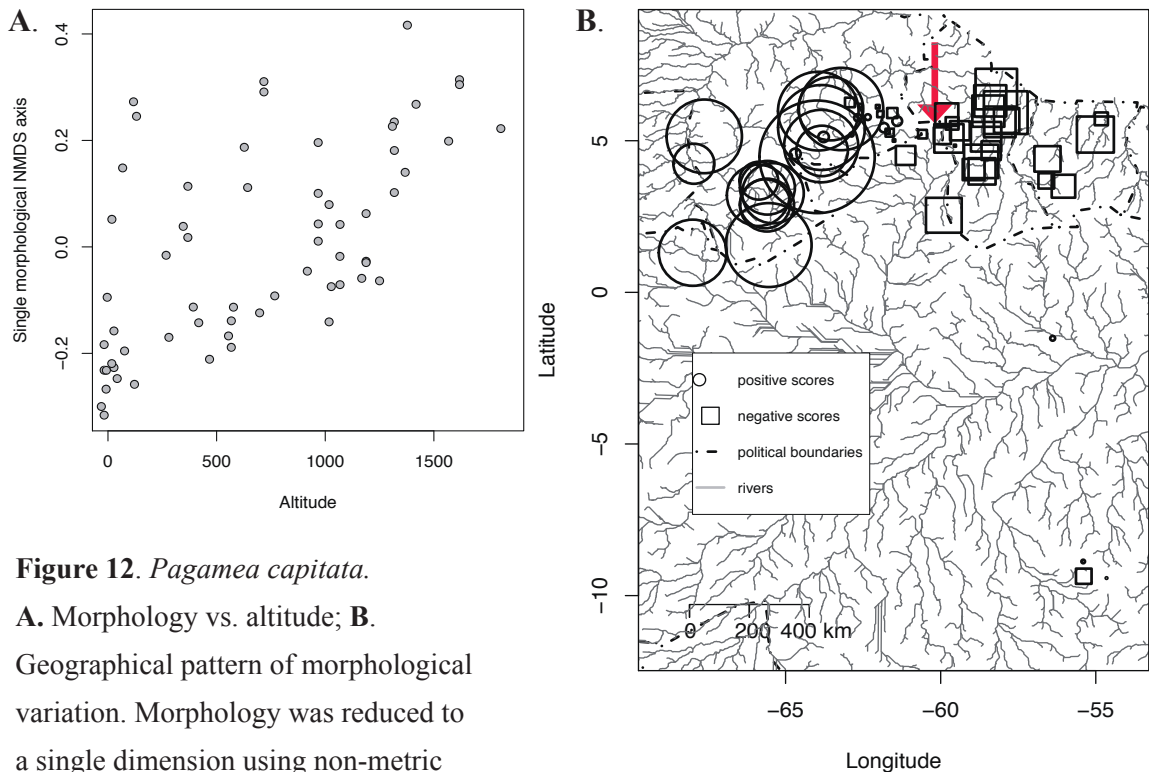 A.
0.4
0.2
0.0
−0.2
Single morphological NMDS axis
0
500
1000
1500
Altitude
B.
5
0
−5
−10
Latitude
positive scores
negative scores
political boundaries
rivers
0 200 400 km
−65
−60
−55
Longitude
Figure 12. Pagamea capitata.
A. Morphology vs. altitude; B.
Geographical pattern of morphological
variation. Morphology was reduced to
a single dimension using non-metric